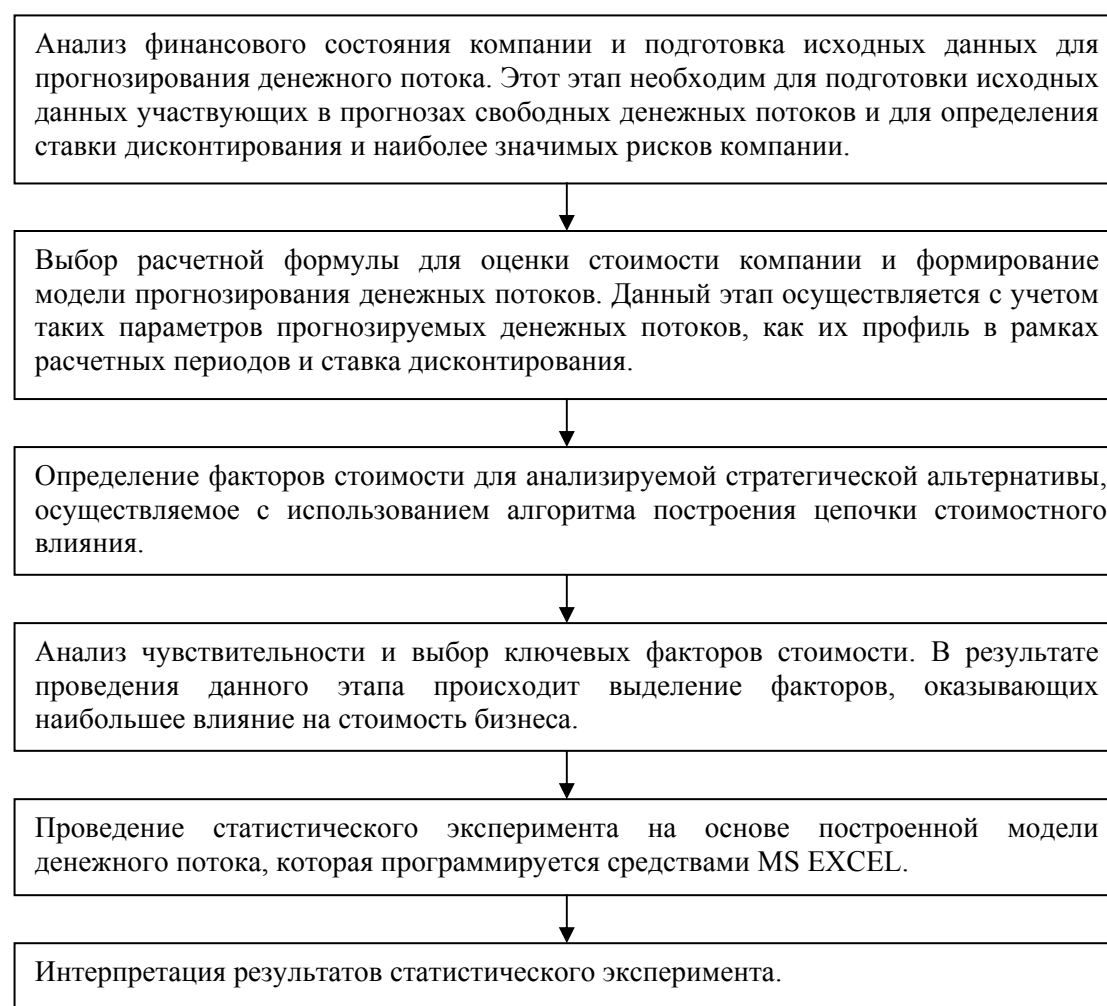 Анализ финансового состояния компании и подготовка исходных данных для
прогнозирования денежного потока. Этот этап необходим для подготовки исходных
данных участвующих в прогнозах свободных денежных потоков и для определения
ставки дисконтирования и наиболее значимых рисков компании.
Выбор расчетной формулы для оценки стоимости компании и формирование
модели прогнозирования денежных потоков. Данный этап осуществляется с учетом
таких параметров прогнозируемых денежных потоков, как их профиль в рамках
расчетных периодов и ставка дисконтирования.
Определение факторов стоимости для анализируемой стратегической альтернативы,
осуществляемое с использованием алгоритма построения цепочки стоимостного
влияния.
Анализ чувствительности и выбор ключевых факторов стоимости. В результате
проведения данного этапа происходит выделение факторов, оказывающих
наибольшее влияние на стоимость бизнеса.
Проведение статистического эксперимента на основе построенной модели
денежного потока, которая программируется средствами MS EXCEL.
Интерпретация результатов статистического эксперимента.